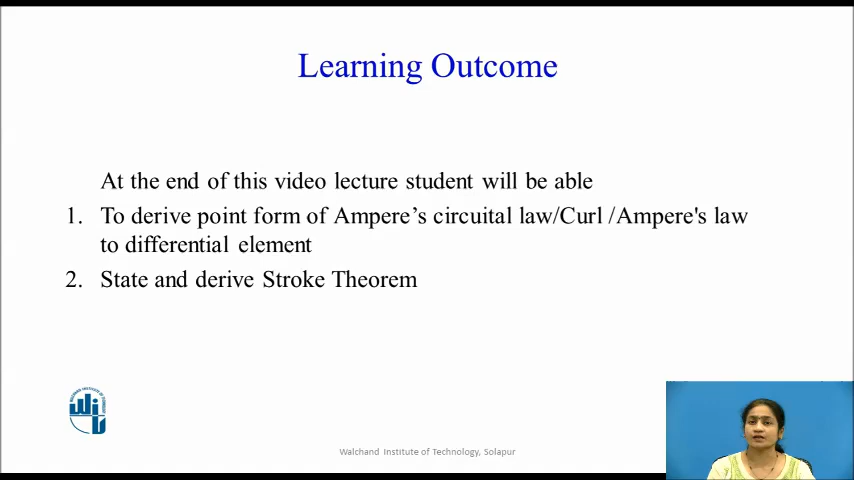 Learning Outcome
At the end of this video lecture student will be able
1. To derive point form of Ampere’s circuital law/Curl /Ampere's law
to differential element
2. State and derive Stroke Theorem
Walchand Institute of Technology, Solapur